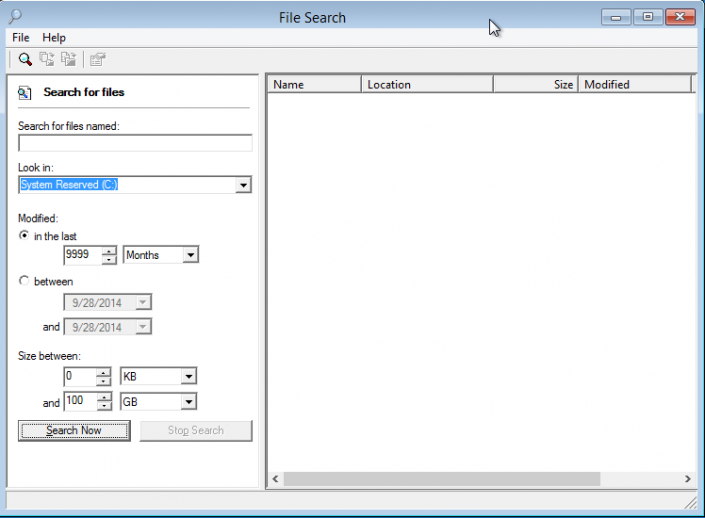 File Search
File Help
Search for files
Name Location Size Modified
Search for files named:
Look in:
System Reserved (C:)
Modified:
in the last
9999 Months
between
9/28/2014
and 9/28/2014
Size between:
0 KB
and 100 GB
Search Now Stop Search